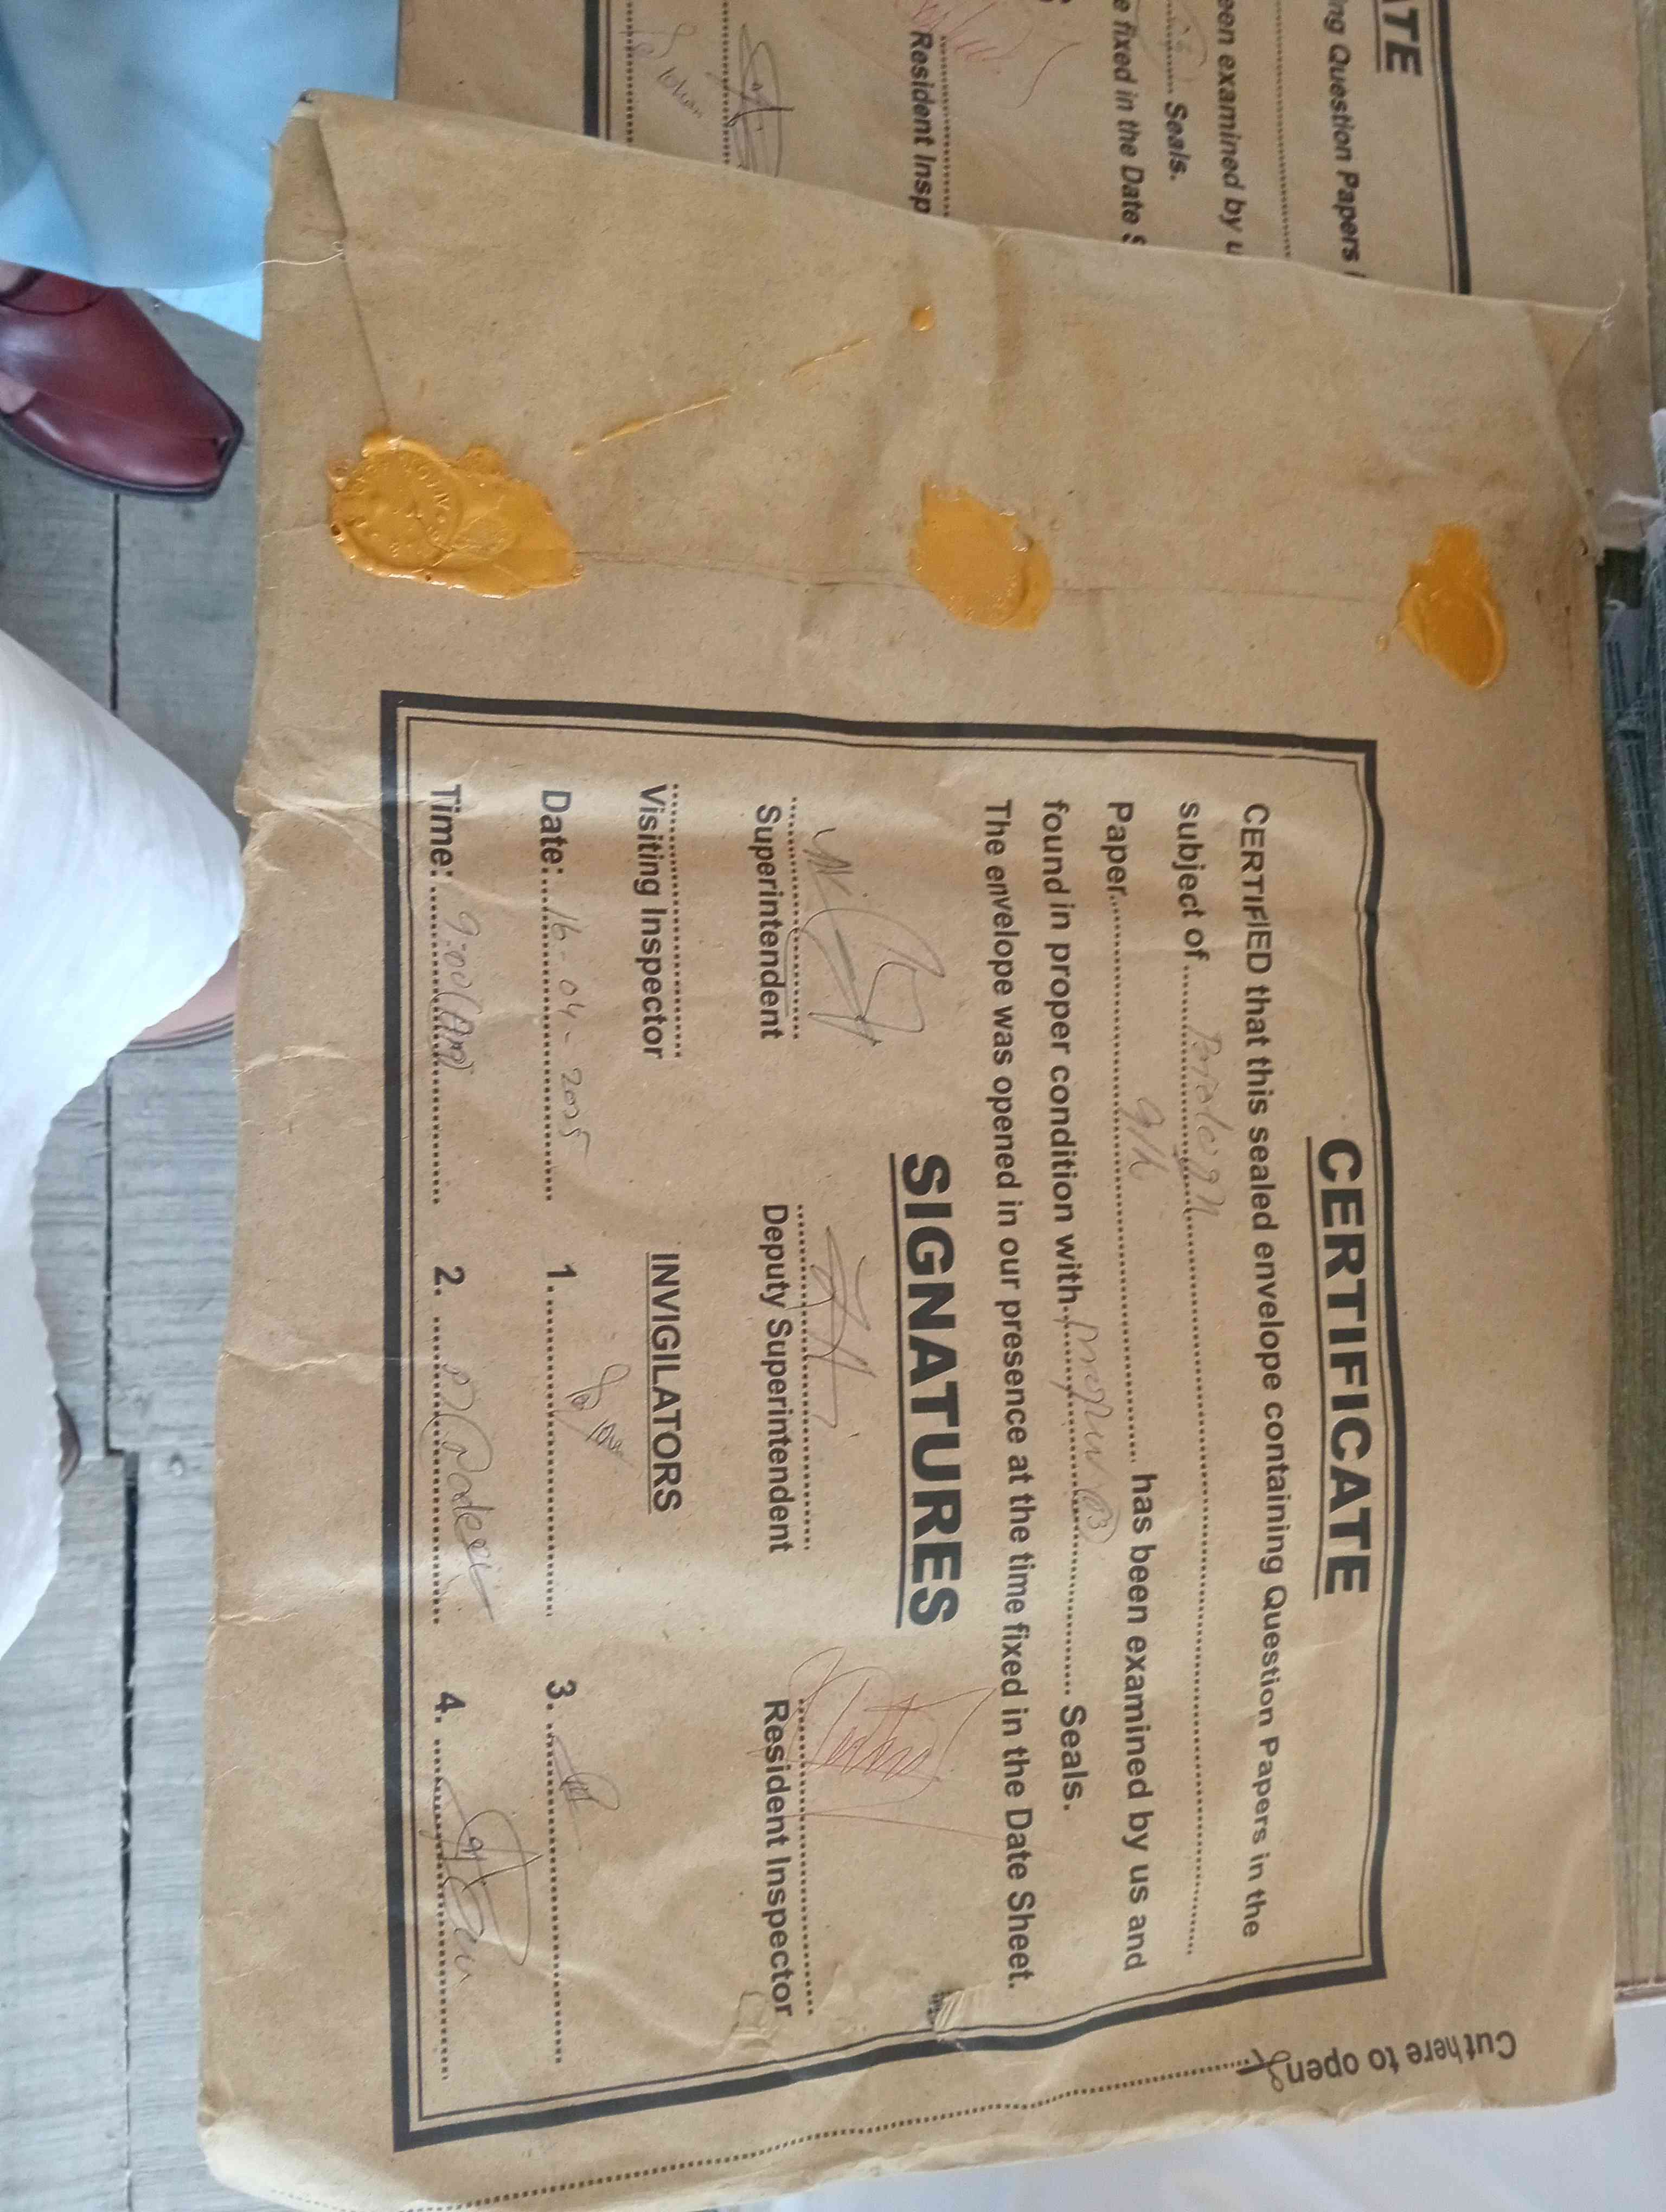 CERTIFICATE
CERTIFIED that this sealed envelope containing Question Papers in the
subject of
Paper 9th has been examined by us and
found in proper condition with (03) Seals.
The envelope was opened in our presence at the time fixed in the Date Sheet.
SIGNATURES
Superintendent Deputy Superintendent Resident Inspector
Visiting Inspector INVIGILATORS
Date: 16-04-2025 1. 3.
Time: 9:00 (Am) 2. 4.
Cut here to open
ATE
ng Question Papers i
een examined by u
Seals.
e fixed in the Date S
Resident Insp